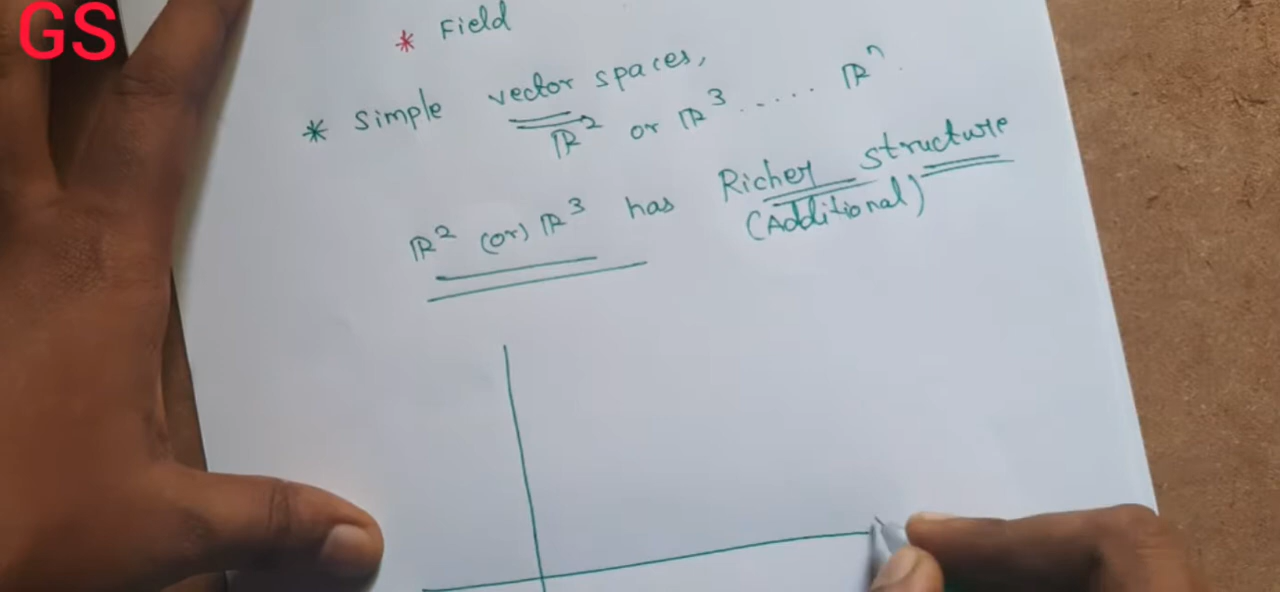 GS
* Field
* Simple vector spaces,
ℝ² or ℝ³ ..... ℝⁿ.
ℝ² (or) ℝ³ has Richer structure
(Additional)